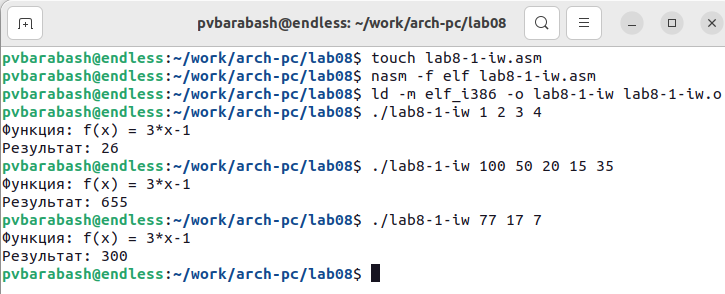 pvbarabash@endless: ~/work/arch-pc/lab08
pvbarabash@endless:~/work/arch-pc/lab08$ touch lab8-1-iw.asm
pvbarabash@endless:~/work/arch-pc/lab08$ nasm -f elf lab8-1-iw.asm
pvbarabash@endless:~/work/arch-pc/lab08$ ld -m elf_i386 -o lab8-1-iw lab8-1-iw.o
pvbarabash@endless:~/work/arch-pc/lab08$ ./lab8-1-iw 1 2 3 4
Функция: f(x) = 3*x-1
Результат: 26
pvbarabash@endless:~/work/arch-pc/lab08$ ./lab8-1-iw 100 50 20 15 35
Функция: f(x) = 3*x-1
Результат: 655
pvbarabash@endless:~/work/arch-pc/lab08$ ./lab8-1-iw 77 17 7
Функция: f(x) = 3*x-1
Результат: 300
pvbarabash@endless:~/work/arch-pc/lab08$